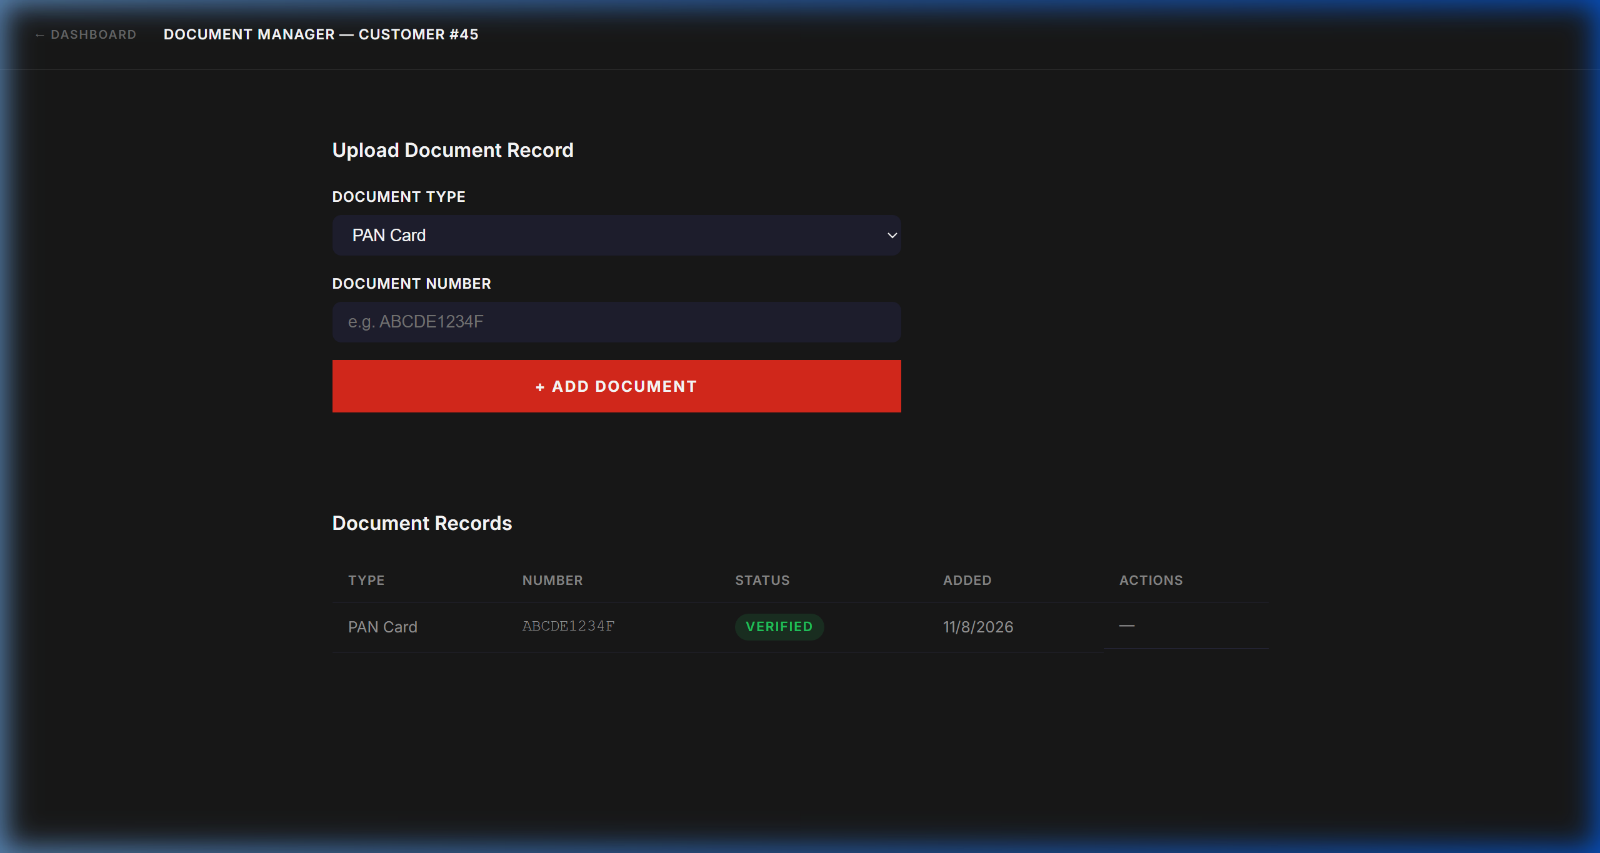 ← DASHBOARD DOCUMENT MANAGER — CUSTOMER #45
Upload Document Record
DOCUMENT TYPE
PAN Card
DOCUMENT NUMBER
e.g. ABCDE1234F
+ ADD DOCUMENT
Document Records
TYPE NUMBER STATUS ADDED ACTIONS
PAN Card ABCDE1234F VERIFIED 11/8/2026 —